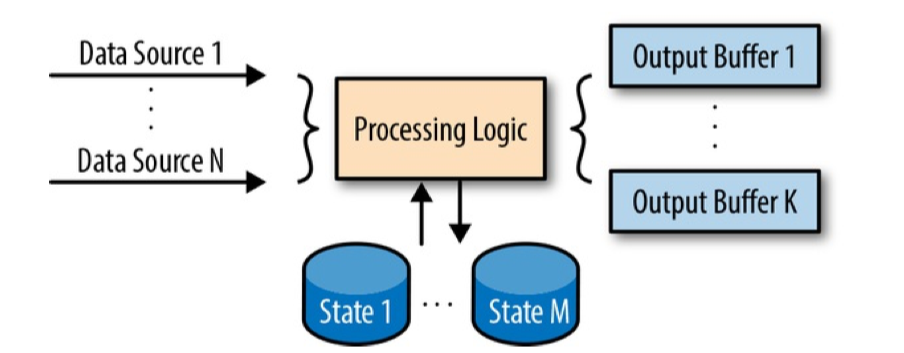 Data Source 1
Data Source N
Processing Logic
Output Buffer 1
Output Buffer K
State 1
...
State M